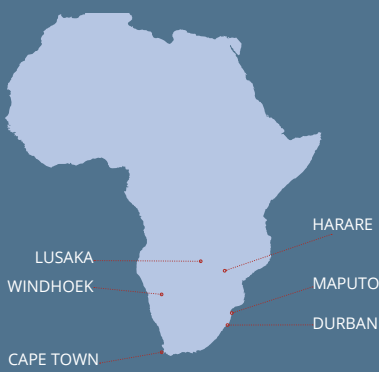 HARARE
LUSAKA
WINDHOEK
MAPUTO
DURBAN
CAPE TOWN